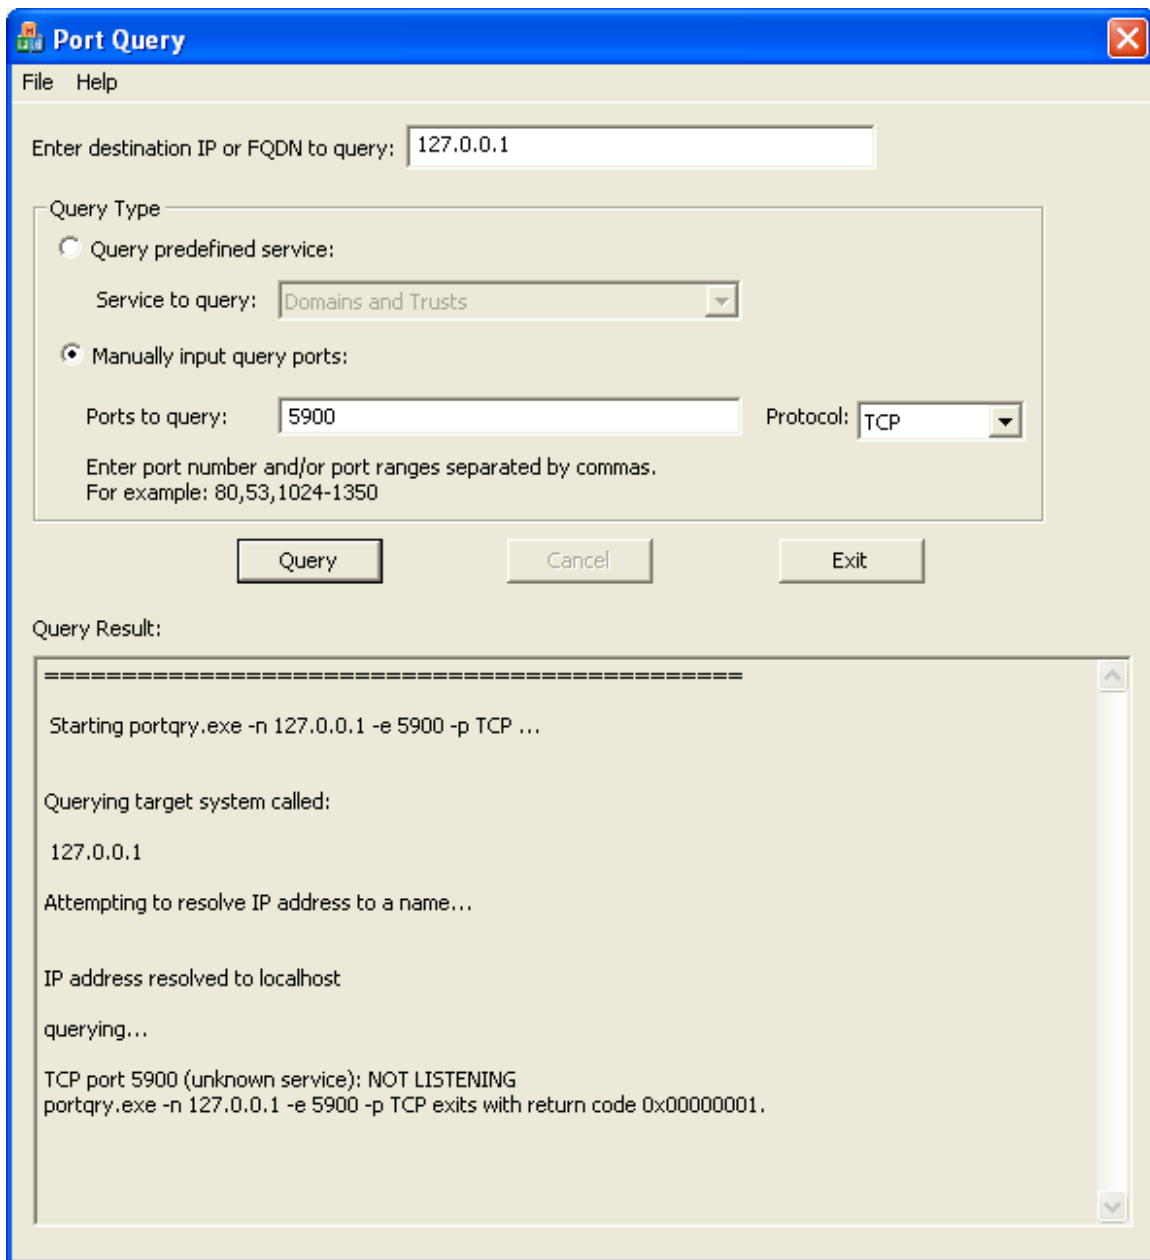 Port Query
File Help
Enter destination IP or FQDN to query: 127.0.0.1
Query Type
Query predefined service:
Service to query: Domains and Trusts
Manually input query ports:
Ports to query: 5900 Protocol: TCP
Enter port number and/or port ranges separated by commas.
For example: 80,53,1024-1350
Query Cancel Exit
Query Result:
=============================================
Starting portqry.exe -n 127.0.0.1 -e 5900 -p TCP ...
Querying target system called:
127.0.0.1
Attempting to resolve IP address to a name...
IP address resolved to localhost
querying...
TCP port 5900 (unknown service): NOT LISTENING
portqry.exe -n 127.0.0.1 -e 5900 -p TCP exits with return code 0x00000001.